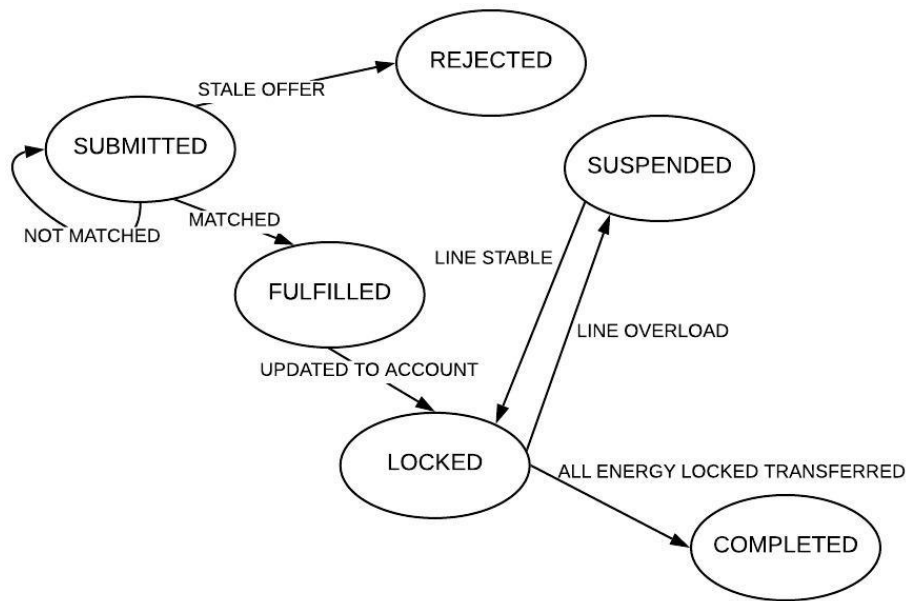 REJECTED
STALE OFFER
SUBMITTED
SUSPENDED
MATCHED
NOT MATCHED
LINE STABLE
FULFILLED
LINE OVERLOAD
UPDATED TO ACCOUNT
LOCKED
ALL ENERGY LOCKED TRANSFERRED
COMPLETED